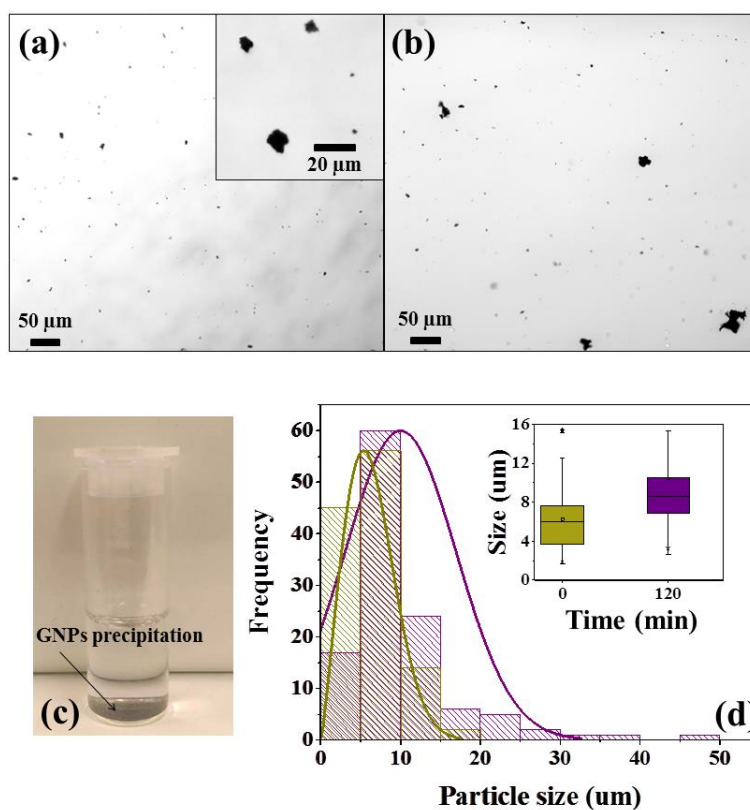 (a)
20 µm
50 µm
(b)
50 µm
GNPs precipitation
(c)
60
50
40
30
20
10
0
Frequency
0
10
20
30
40
50
Particle size (um)
(d)
16
12
8
4
0
Size (um)
0
120
Time (min)